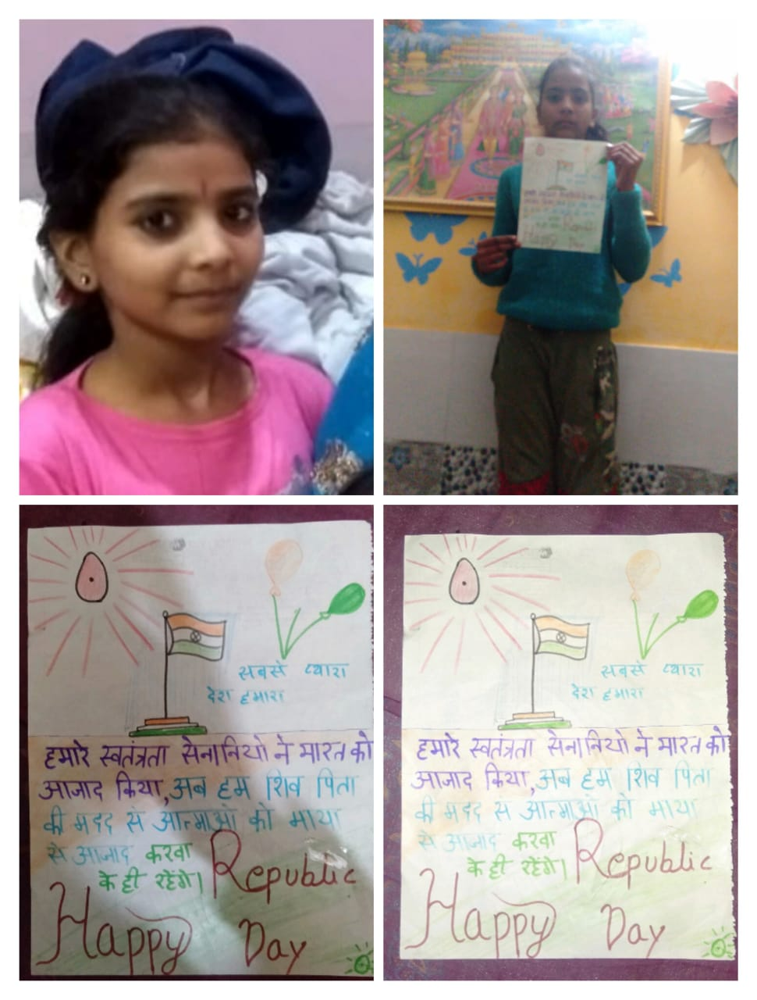 सबसे प्यारा
देश हमारा
हमारे स्वतंत्रता सेनानियो ने भारत को
आजाद किया, अब हम शिव पिता
की मदद से आत्माओं को माया
से आजाद करवा
के ही रहेंगे।
Republic
Happy Day
सबसे प्यारा
देश हमारा
हमारे स्वतंत्रता सेनानियो ने भारत को
आजाद किया, अब हम शिव पिता
की मदद से आत्माओं को माया
से आजाद करवा
के ही रहेंगे।
Republic
Happy Day